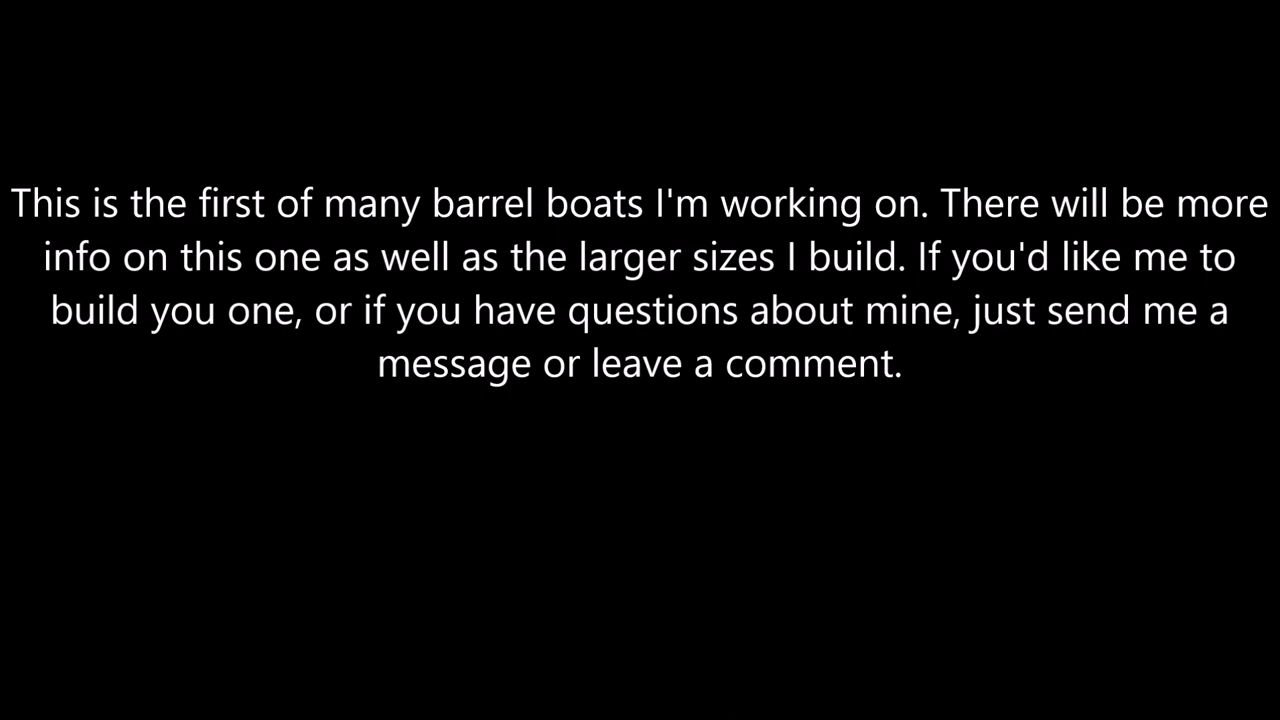 This is the first of many barrel boats I'm working on. There will be more
info on this one as well as the larger sizes I build. If you'd like me to
build you one, or if you have questions about mine, just send me a
message or leave a comment.